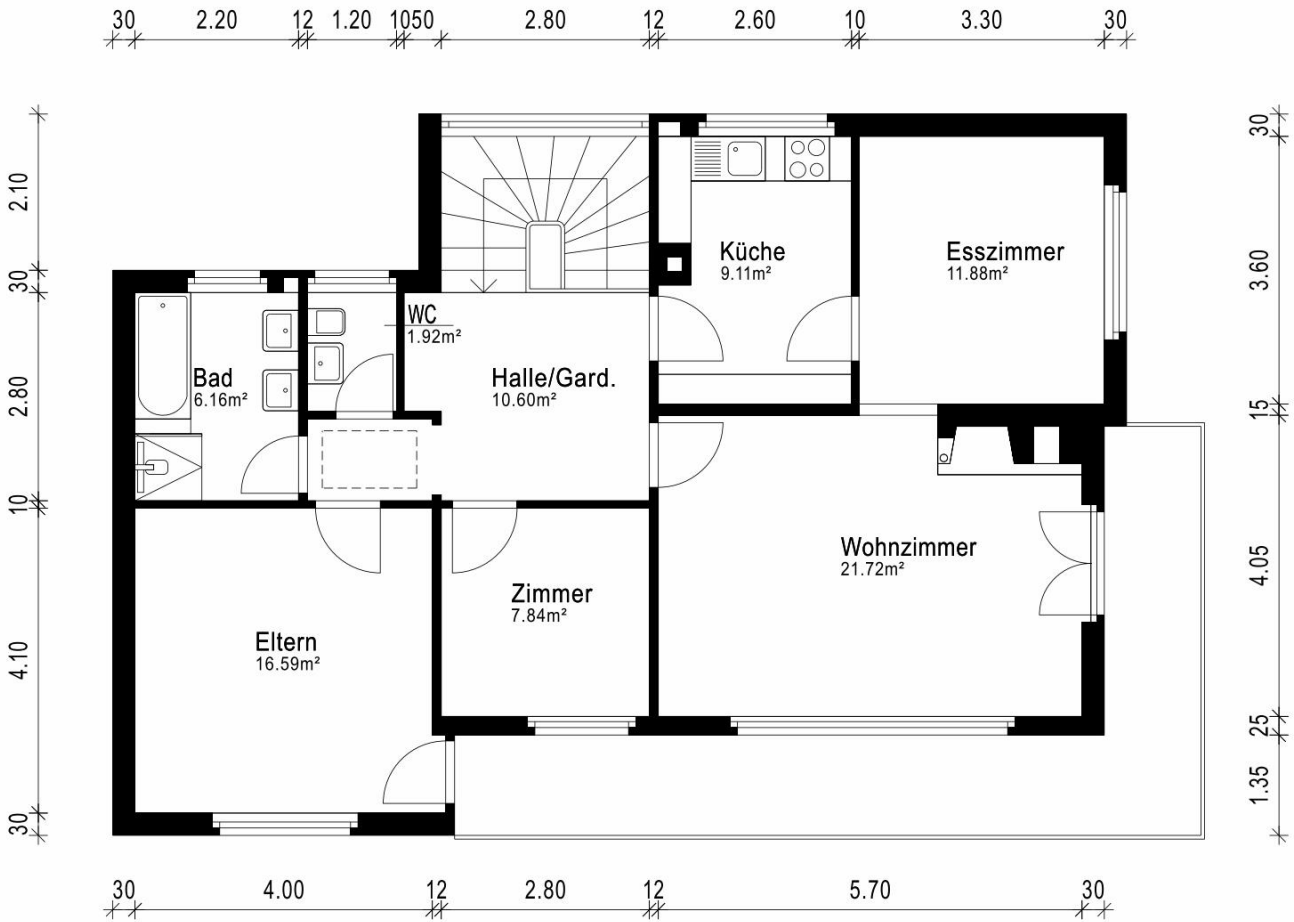 30 2.20 12 1.20 1050 2.80 12 2.60 10 3.30 30
30
2.10
3.60
Küche
9.11m²
Esszimmer
11.88m²
30
WC
1.92m²
Bad
6.16m²
Halle/Gard.
10.60m²
2.80
15
10
Wohnzimmer
21.72m²
4.05
Zimmer
7.84m²
Eltern
16.59m²
4.10
25
1.35
30
30 4.00 12 2.80 12 5.70 30